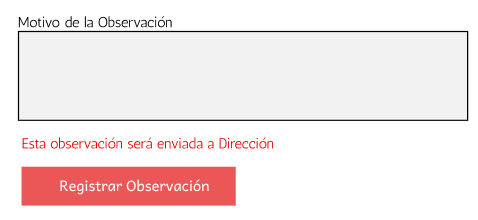 Motivo de la Observación
Esta observación será enviada a Dirección
Registrar Observación